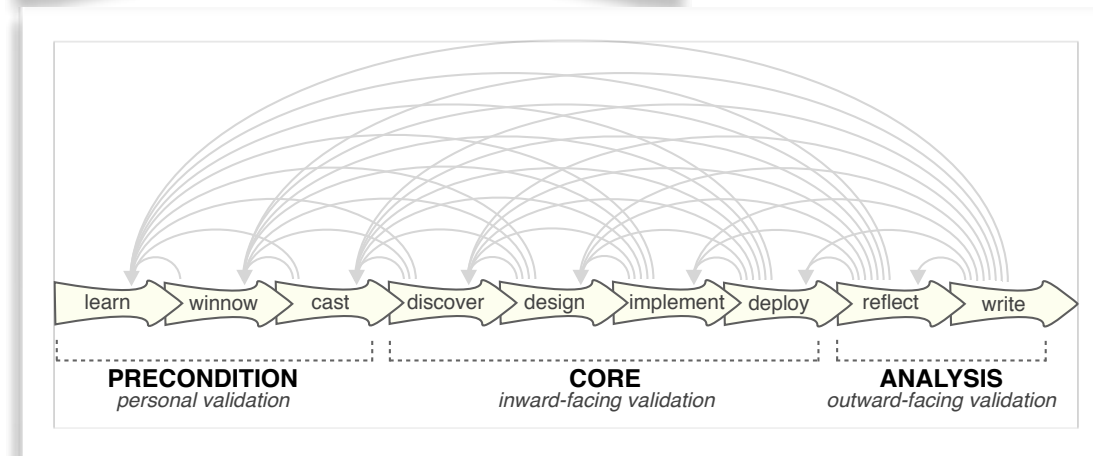 learn winnow cast discover design implement deploy reflect write
PRECONDITION CORE ANALYSIS
personal validation inward-facing validation outward-facing validation